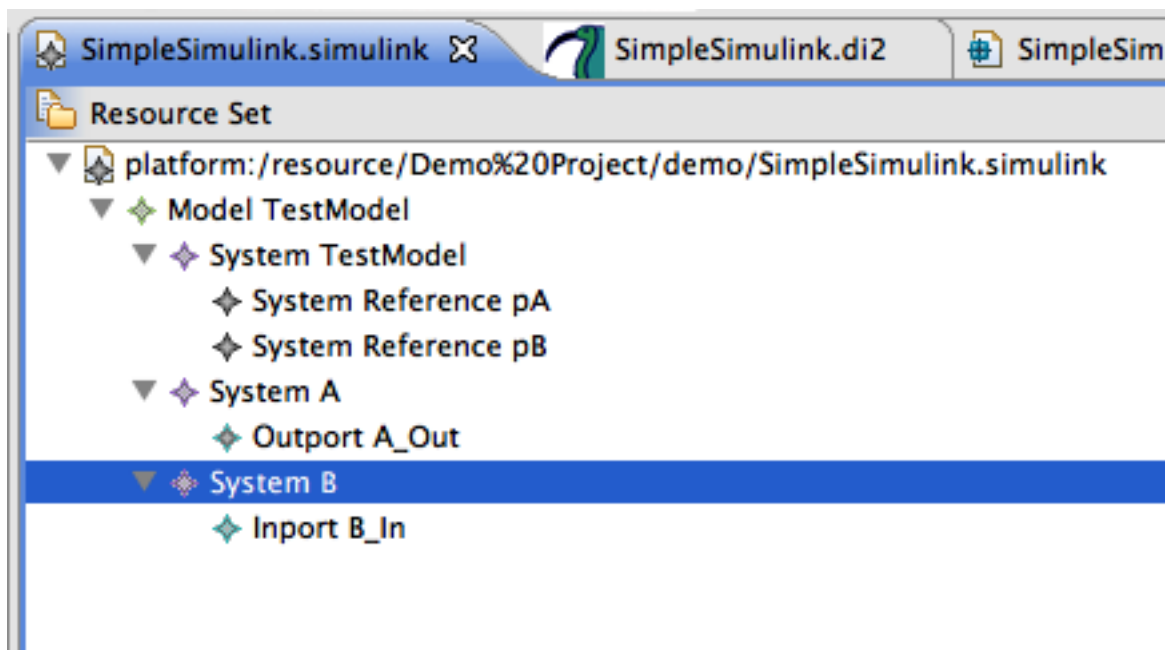 SimpleSimulink.simulink SimpleSimulink.di2 SimpleSim
Resource Set
platform:/resource/Demo%20Project/demo/SimpleSimulink.simulink
Model TestModel
System TestModel
System Reference pA
System Reference pB
System A
Outport A_Out
System B
Inport B_In